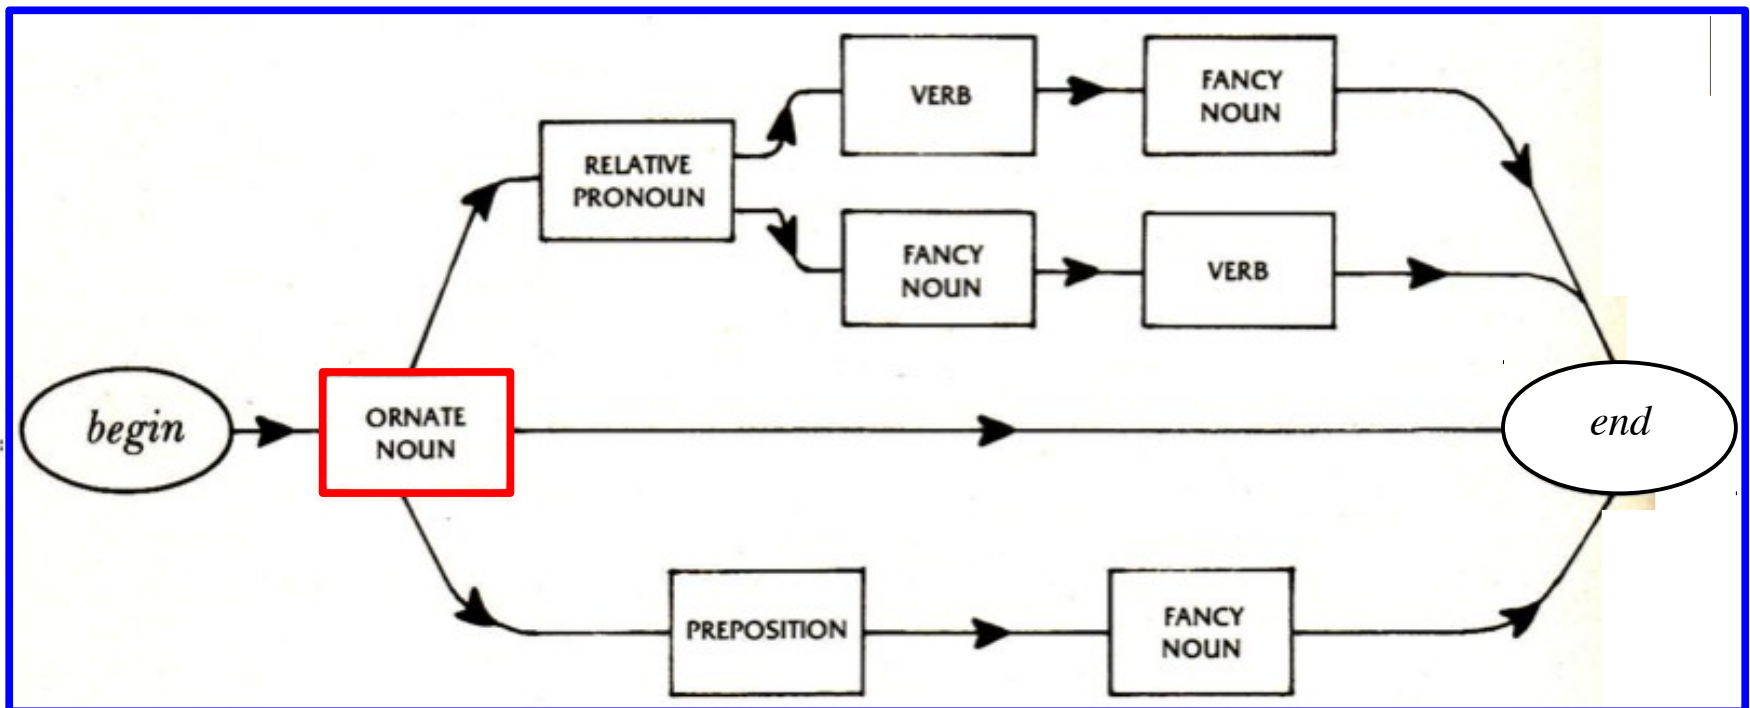 VERB
FANCY
NOUN
RELATIVE
PRONOUN
FANCY
NOUN
VERB
begin
ORNATE
NOUN
end
PREPOSITION
FANCY
NOUN